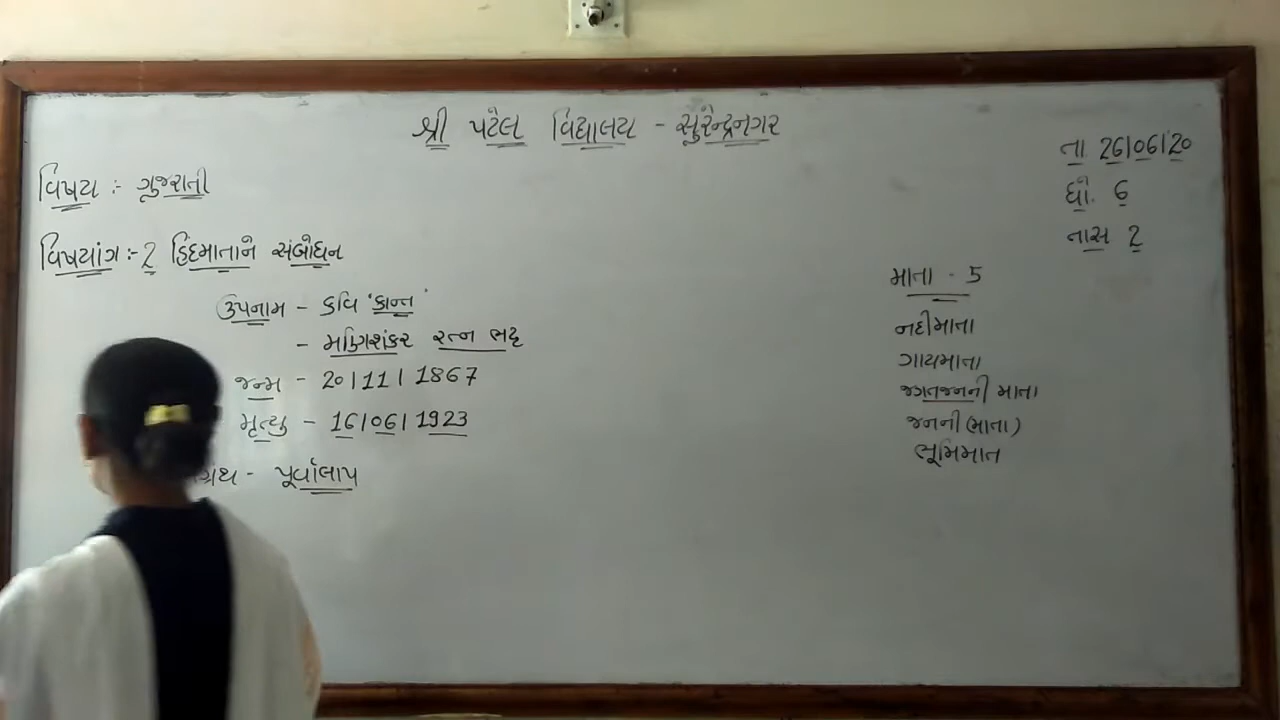 શ્રી પટેલ વિદ્યાલય - સુરેન્દ્રનગર
તા 26/06/20
ધો. 6
તાસ 2
વિષય :- ગુજરાતી
વિષયાંગ :- 2 હિંદમાતાને સંબોધન
ઉપનામ - કવિ 'કાન્ત'
- મણિશંકર રત્ન ભટ્ટ
જન્મ - 20/11/1867
મૃત્યુ - 16/06/1923
ગ્રંથ - પૂર્વાલાપ
માતા - 5
નદીમાતા
ગાયમાતા
જગતજનની માતા
જનની (માતા)
ભૂમિમાત